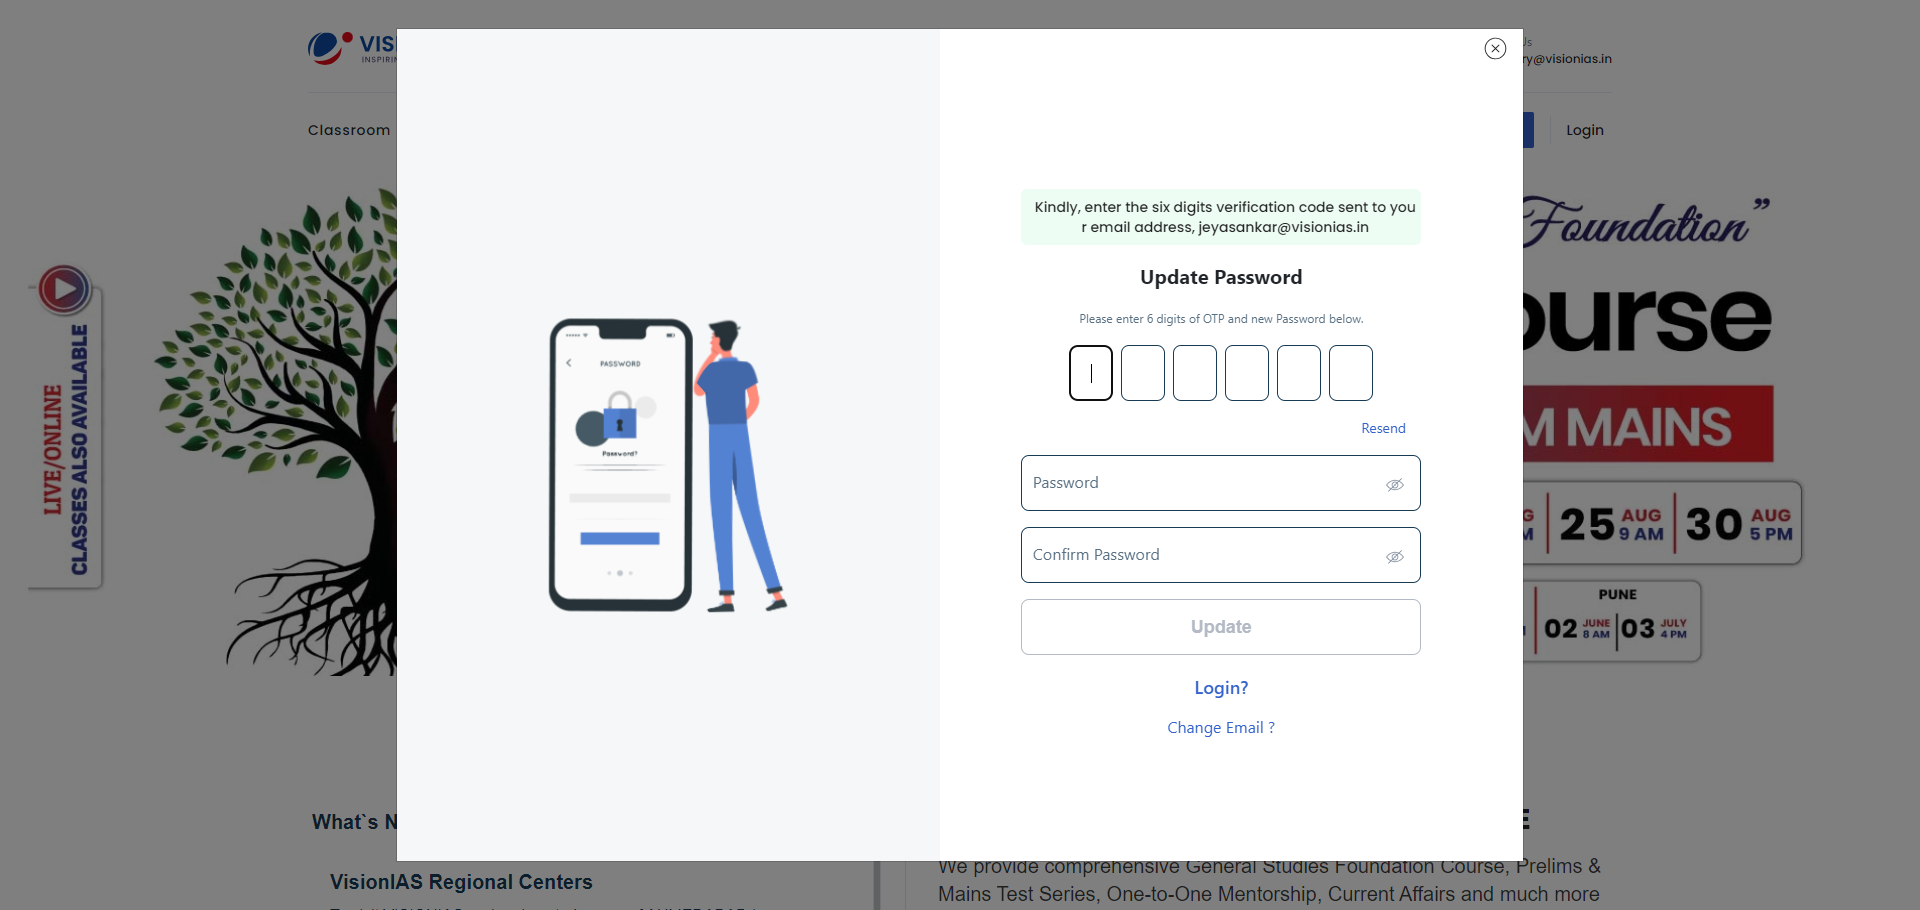 VIS
INSPIRIN
Us
ry@visionias.in
Classroom
Login
Kindly, enter the six digits verification code sent to you
r email address, jeyasankar@visionias.in
Update Password
Please enter 6 digits of OTP and new Password below.
Resend
Password
Confirm Password
Update
Login?
Change Email ?
PASSWORD
Password?
LIVE/ONLINE
CLASSES ALSO AVAILABLE
Foundation”
ourse
M MAINS
25 AUG 9 AM
30 AUG 5 PM
PUNE
02 JUNE 8 AM
03 JULY 4 PM
What`s N
E
VisionIAS Regional Centers
We provide comprehensive General Studies Foundation Course, Prelims &
Mains Test Series, One-to-One Mentorship, Current Affairs and much more